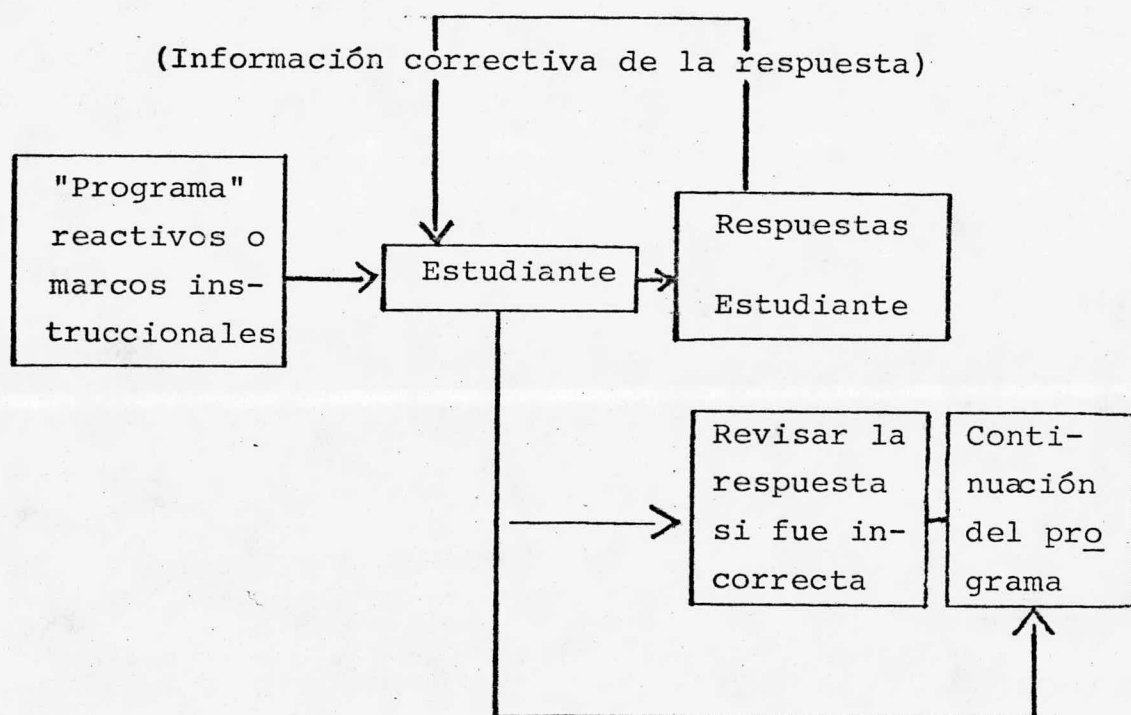 (Información correctiva de la respuesta)
"Programa"
reactivos o
marcos ins-
truccionales
Estudiante
Respuestas
Estudiante
Revisar la
respuesta
si fue in-
correcta
Conti-
nuación
del pro
grama